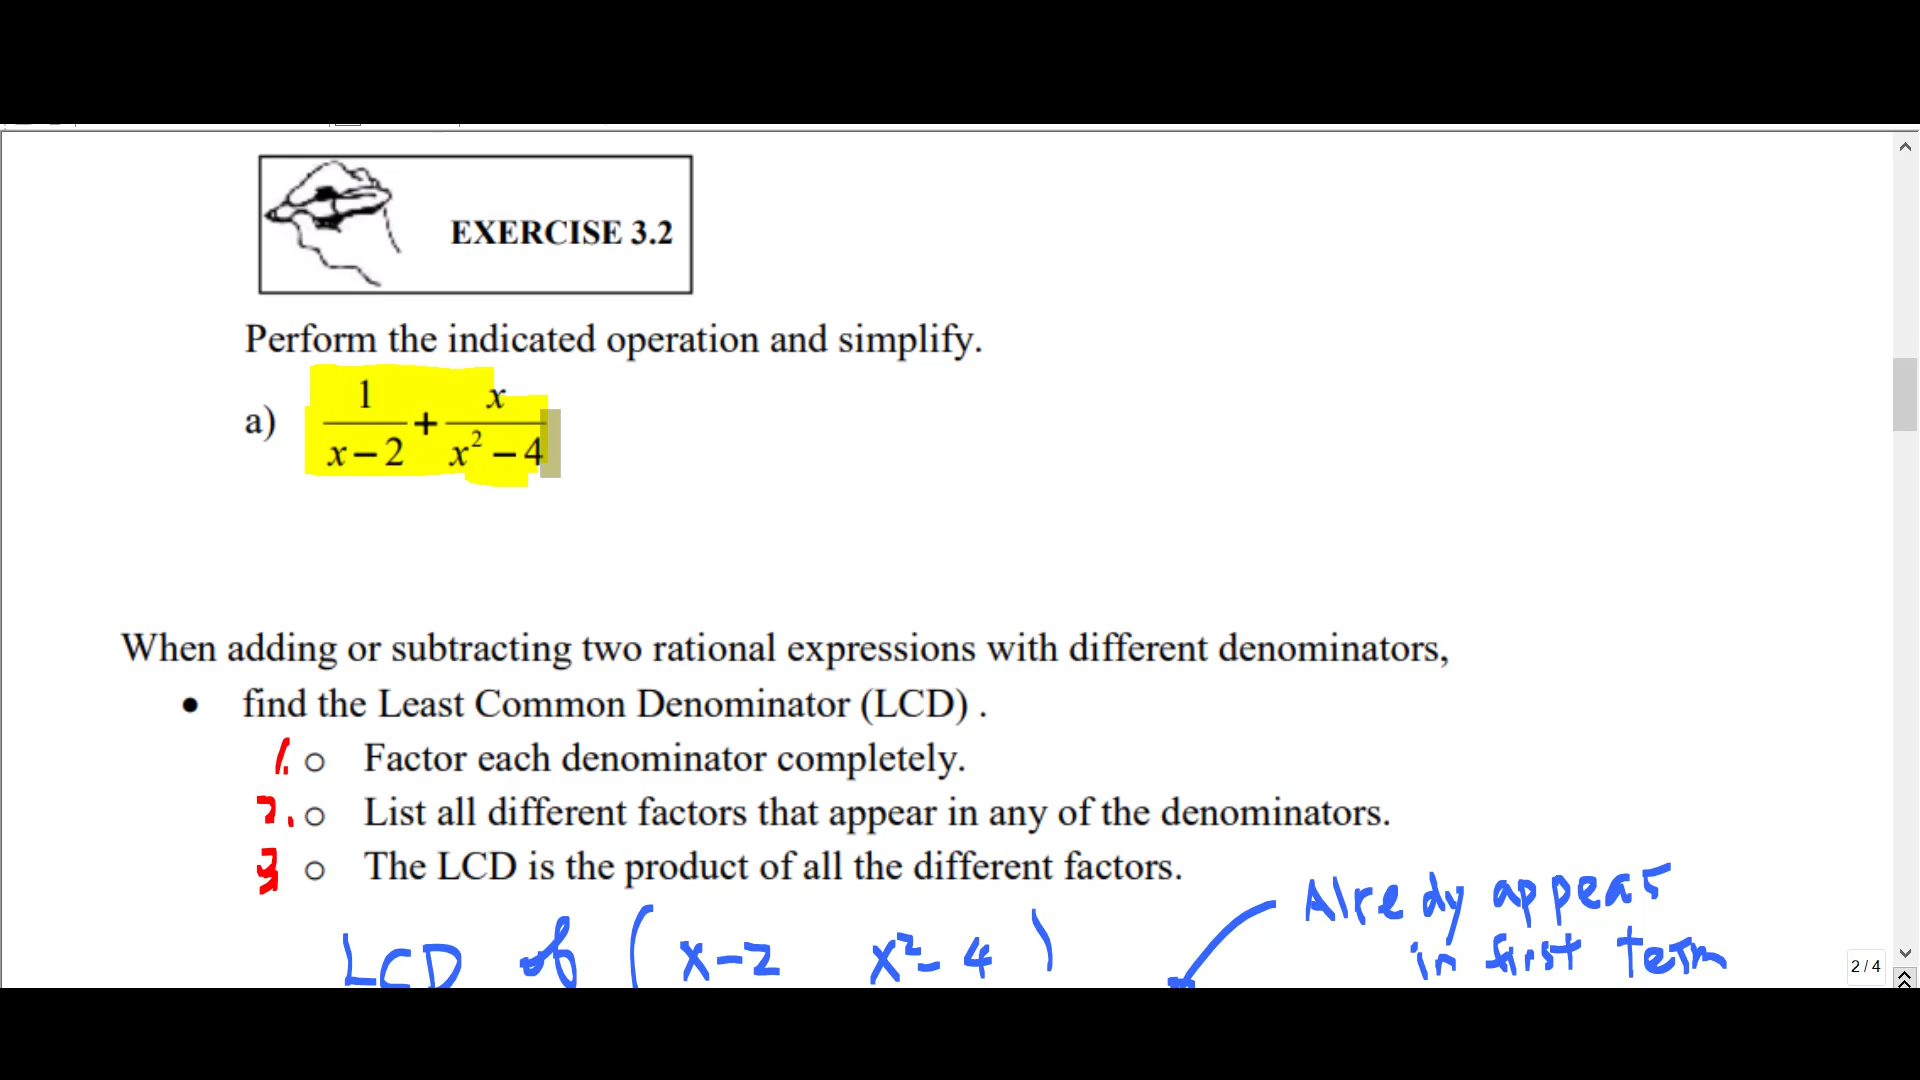 EXERCISE 3.2
Perform the indicated operation and simplify.
a) 1/(x−2) + x/(x²−4)
When adding or subtracting two rational expressions with different denominators,
• find the Least Common Denominator (LCD) .
1. o Factor each denominator completely.
2. o List all different factors that appear in any of the denominators.
3 o The LCD is the product of all the different factors.
Alredy appears
in first term
LCD of ( x−2 x²−4 )
2 / 4